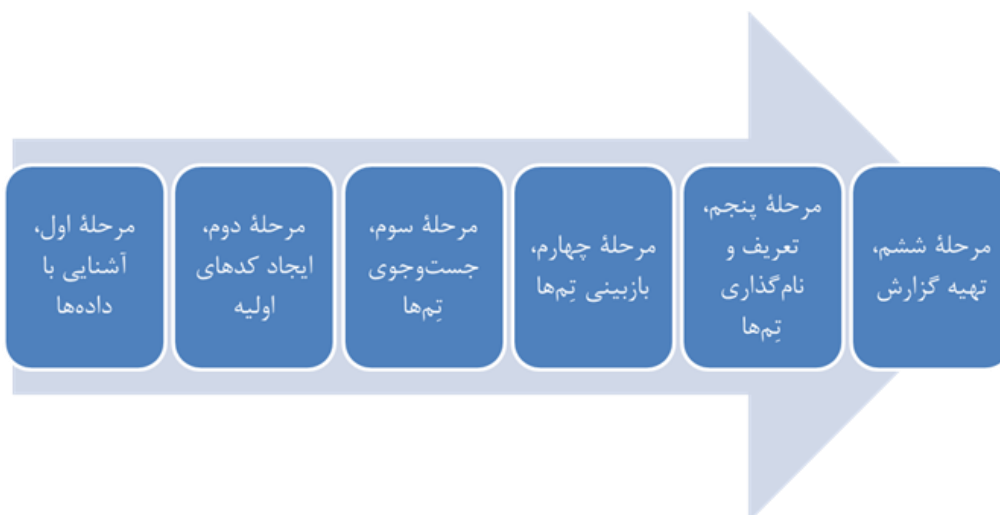 مرحلهٔ اول،
آشنایی با
داده‌ها
مرحلهٔ دوم،
ایجاد کدهای
اولیه
مرحلهٔ سوم،
جست‌وجوی
تِم‌ها
مرحلهٔ چهارم،
بازبینی تِم‌ها
مرحلهٔ پنجم،
تعریف و
نام‌گذاری
تِم‌ها
مرحلهٔ ششم،
تهیه گزارش